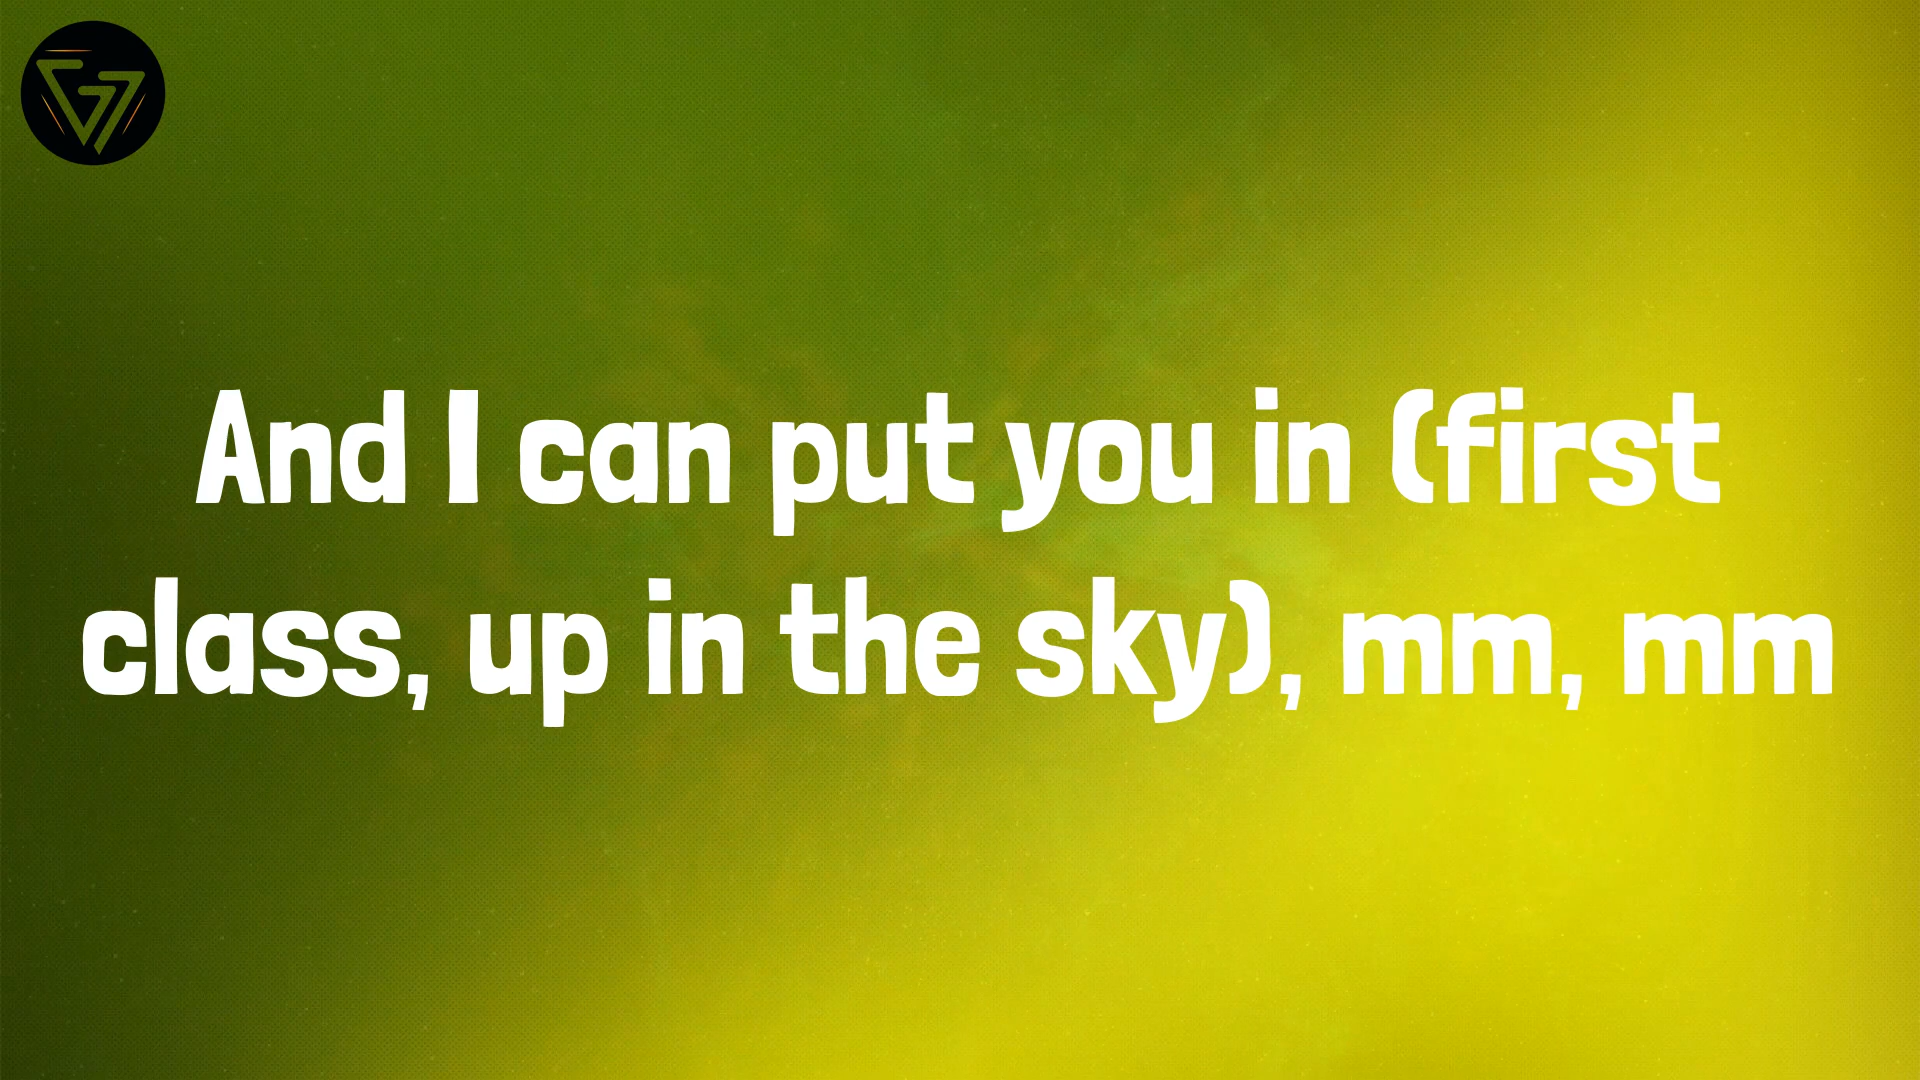 And I can put you in (first
class, up in the sky), mm, mm